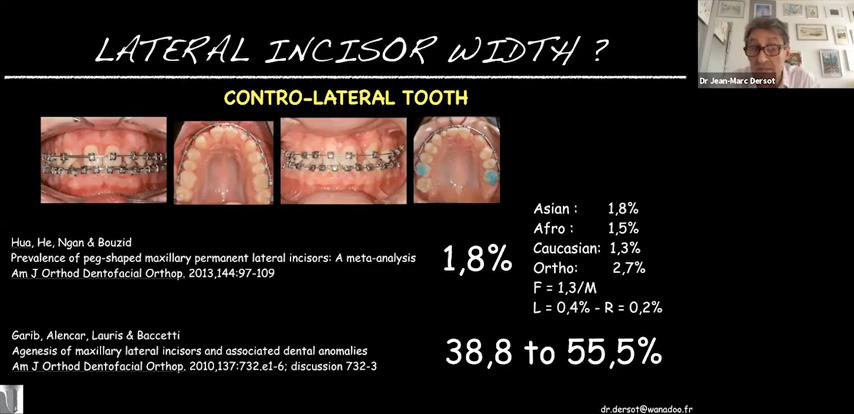 LATERAL INCISOR WIDTH ?
Dr Jean-Marc Dersot
CONTRO-LATERAL TOOTH
Hua, He, Ngan & Bouzid
Prevalence of peg-shaped maxillary permanent lateral incisors: A meta-analysis
Am J Orthod Dentofacial Orthop. 2013,144:97-109
1,8%
Asian : 1,8%
Afro : 1,5%
Caucasian: 1,3%
Ortho : 2,7%
F = 1,3/M
L = 0,4% - R = 0,2%
Garib, Alencar, Lauris & Baccetti
Agenesis of maxillary lateral incisors and associated dental anomalies
Am J Orthod Dentofacial Orthop. 2010,137:732.e1-6; discussion 732-3
38,8 to 55,5%
dr.dersot@wanadoo.fr